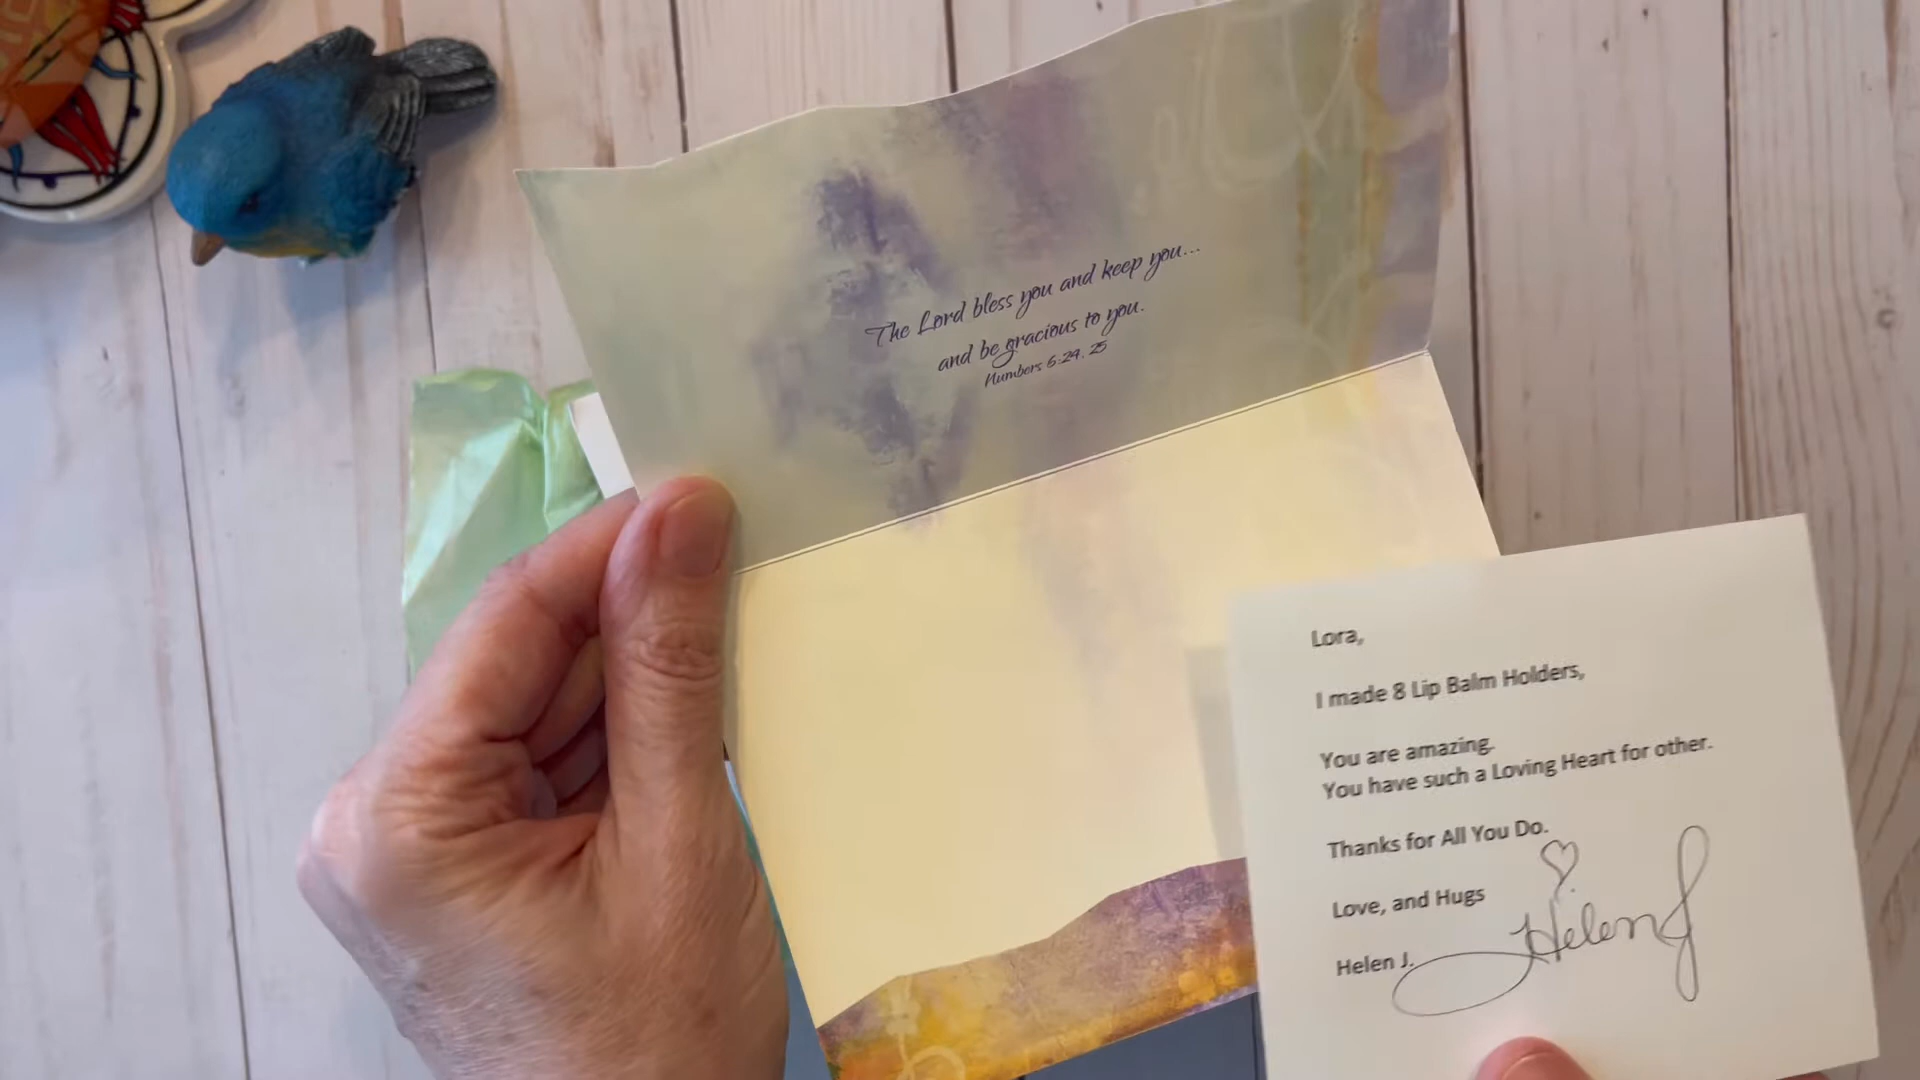 The Lord bless you and keep you...
and be gracious to you.
Numbers 6:24, 25
Lora,
I made 8 Lip Balm Holders,
You are amazing.
You have such a Loving Heart for other.
Thanks for All You Do.
Love, and Hugs
Helen J.
Helen J